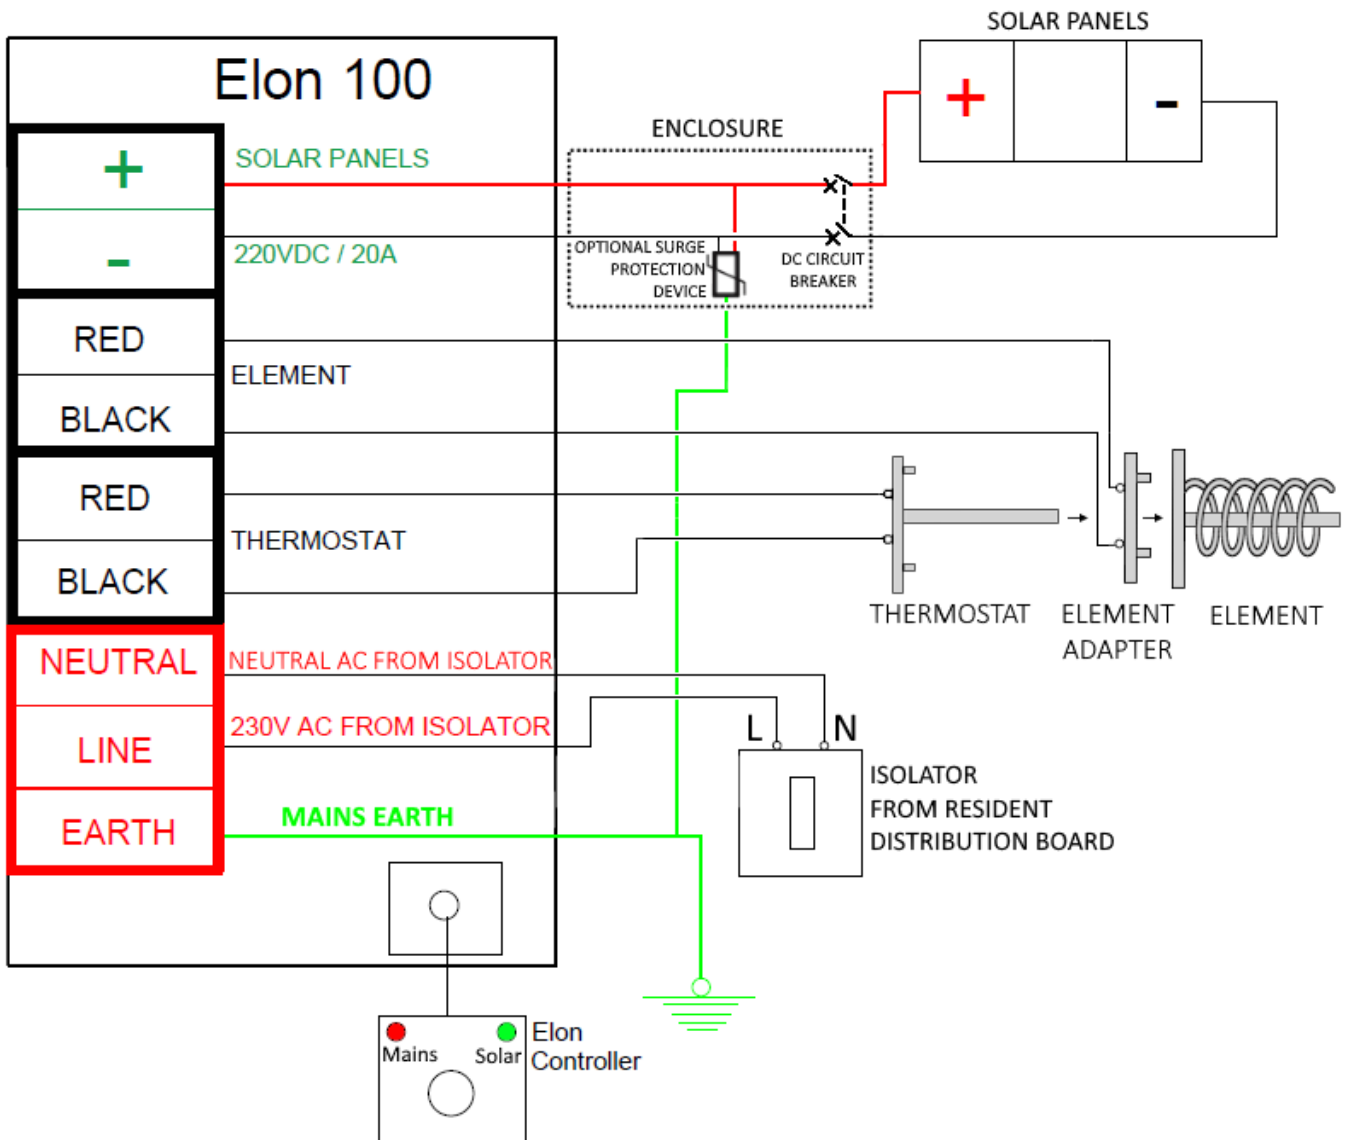 SOLAR PANELS
Elon 100
ENCLOSURE
+
SOLAR PANELS
+
-
-
220VDC / 20A
OPTIONAL SURGE
PROTECTION
DEVICE
DC CIRCUIT
BREAKER
RED
ELEMENT
BLACK
RED
THERMOSTAT
BLACK
THERMOSTAT
ELEMENT
ADAPTER
ELEMENT
NEUTRAL
NEUTRAL AC FROM ISOLATOR
LINE
230V AC FROM ISOLATOR
L
N
ISOLATOR
FROM RESIDENT
DISTRIBUTION BOARD
EARTH
MAINS EARTH
Mains
Solar
Elon
Controller